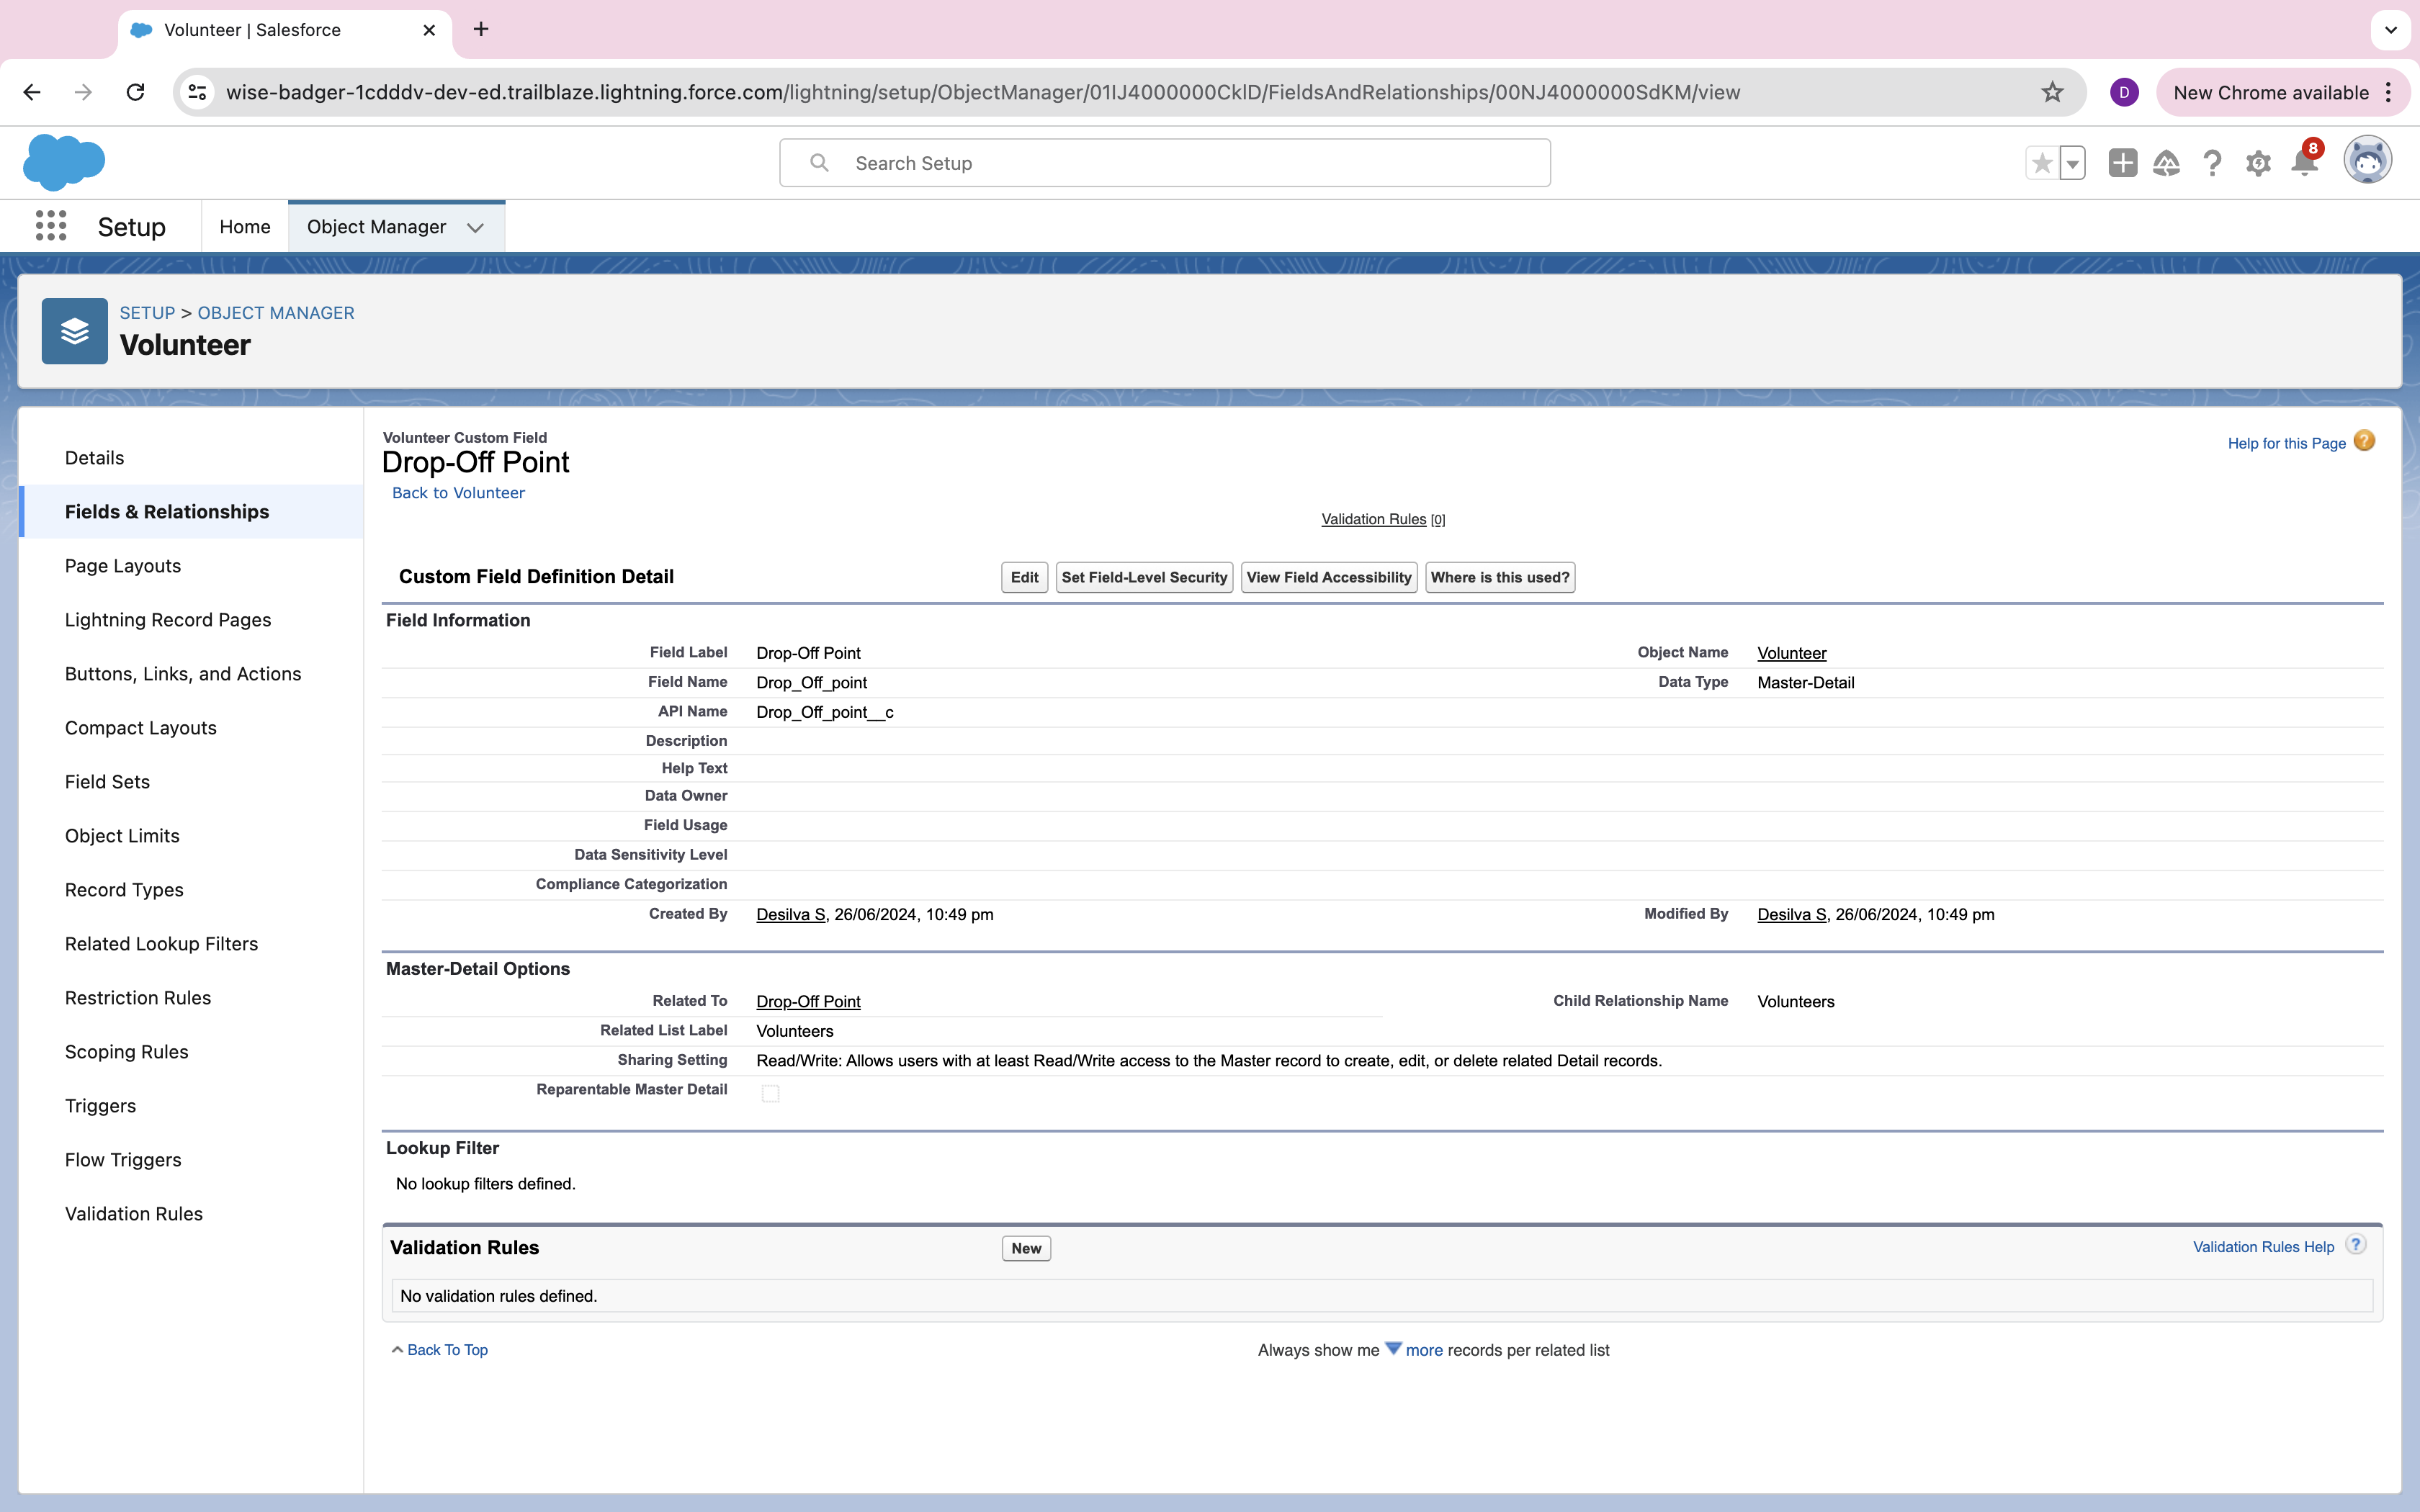 Volunteer | Salesforce
wise-badger-1cdddv-dev-ed.trailblaze.lightning.force.com/lightning/setup/ObjectManager/01IJ4000000CklD/FieldsAndRelationships/00NJ4000000SdKM/view
D
New Chrome available
Search Setup
8
Setup
Home
Object Manager
SETUP > OBJECT MANAGER
Volunteer
Details
Fields & Relationships
Page Layouts
Lightning Record Pages
Buttons, Links, and Actions
Compact Layouts
Field Sets
Object Limits
Record Types
Related Lookup Filters
Restriction Rules
Scoping Rules
Triggers
Flow Triggers
Validation Rules
Volunteer Custom Field
Drop-Off Point
Back to Volunteer
Help for this Page
Validation Rules [0]
Custom Field Definition Detail
Edit
Set Field-Level Security
View Field Accessibility
Where is this used?
Field Information
Field Label Drop-Off Point Object Name Volunteer
Field Name Drop_Off_point Data Type Master-Detail
API Name Drop_Off_point__c
Description
Help Text
Data Owner
Field Usage
Data Sensitivity Level
Compliance Categorization
Created By Desilva S, 26/06/2024, 10:49 pm Modified By Desilva S, 26/06/2024, 10:49 pm
Master-Detail Options
Related To Drop-Off Point Child Relationship Name Volunteers
Related List Label Volunteers
Sharing Setting Read/Write: Allows users with at least Read/Write access to the Master record to create, edit, or delete related Detail records.
Reparentable Master Detail
Lookup Filter
No lookup filters defined.
Validation Rules New Validation Rules Help ?
No validation rules defined.
Back To Top Always show me more records per related list